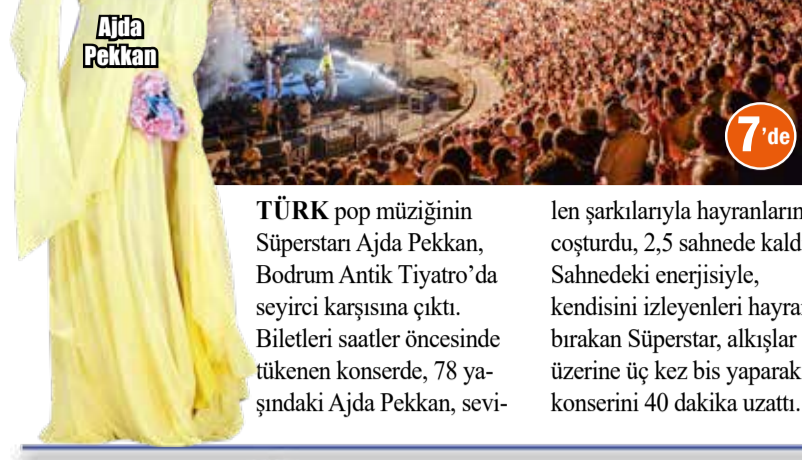 Ajda
Pekkan
7'de
TÜRK pop müziğinin
Süperstarı Ajda Pekkan,
Bodrum Antik Tiyatro'da
seyirci karşısına çıktı.
Biletleri saatler öncesinde
tükenen konserde, 78 ya-
şındaki Ajda Pekkan, sevi-
len şarkılarıyla hayranların
coşturdu, 2,5 sahnede kald
Sahnedeki enerjisiyle,
kendisini izleyenleri hayran
bırakan Süperstar, alkışlar
üzerine üç kez bis yaparak
konserini 40 dakika uzattı.